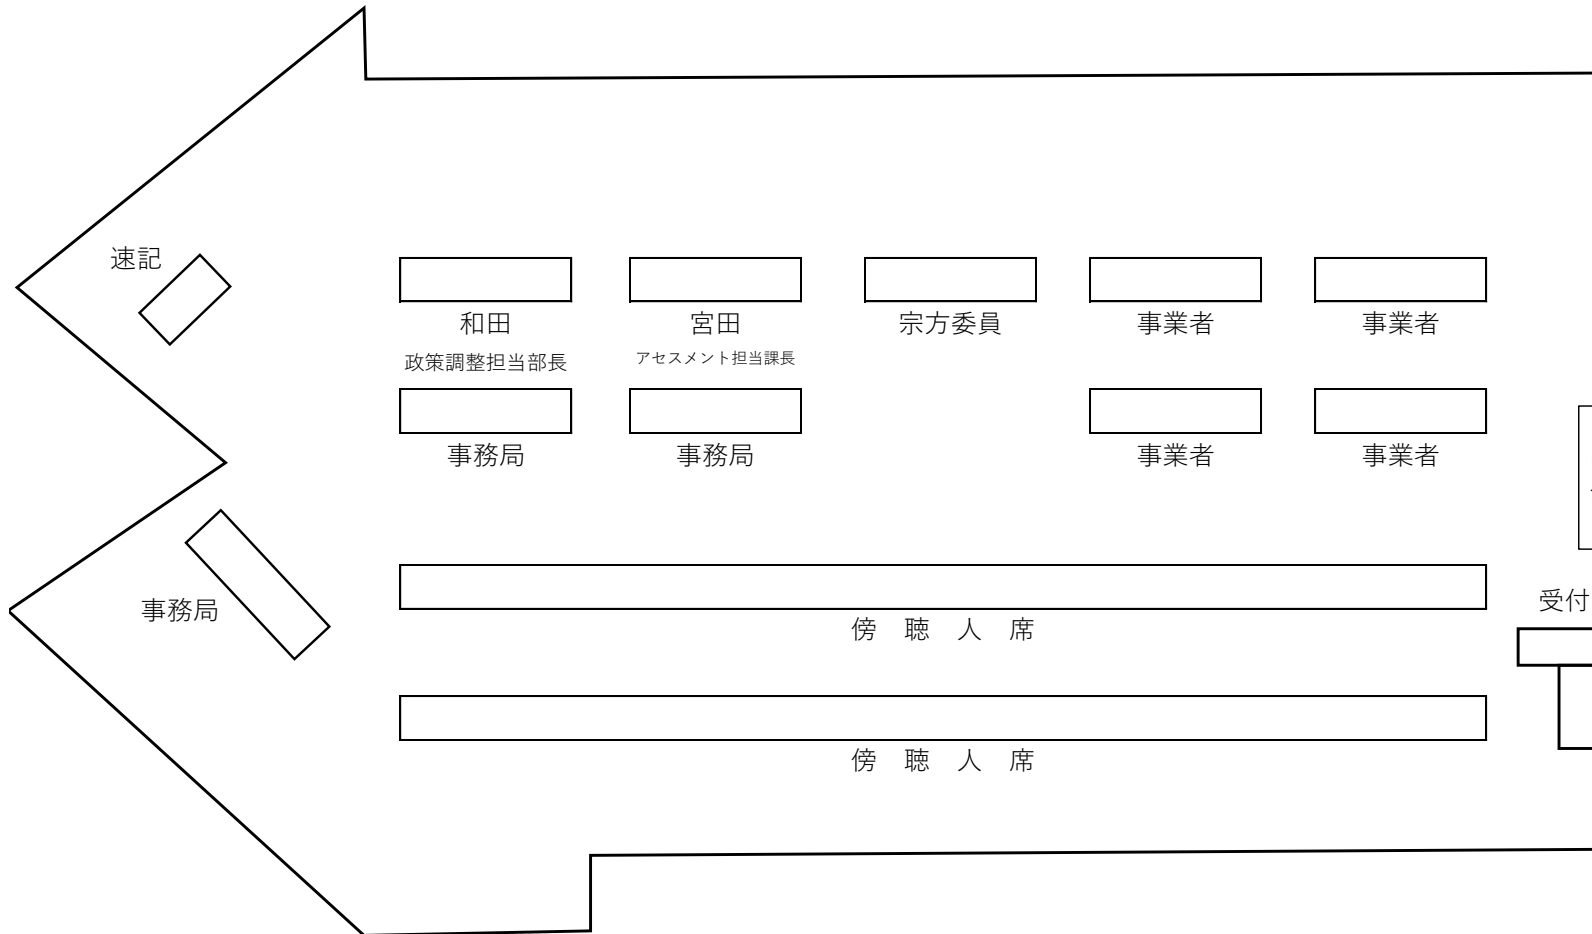 速記
和田
宮田
宗方委員
事業者
事業者
政策調整担当部長
アセスメント担当課長
事務局
事務局
事業者
事業者
事務局
受付
傍 聴 人 席
傍 聴 人 席